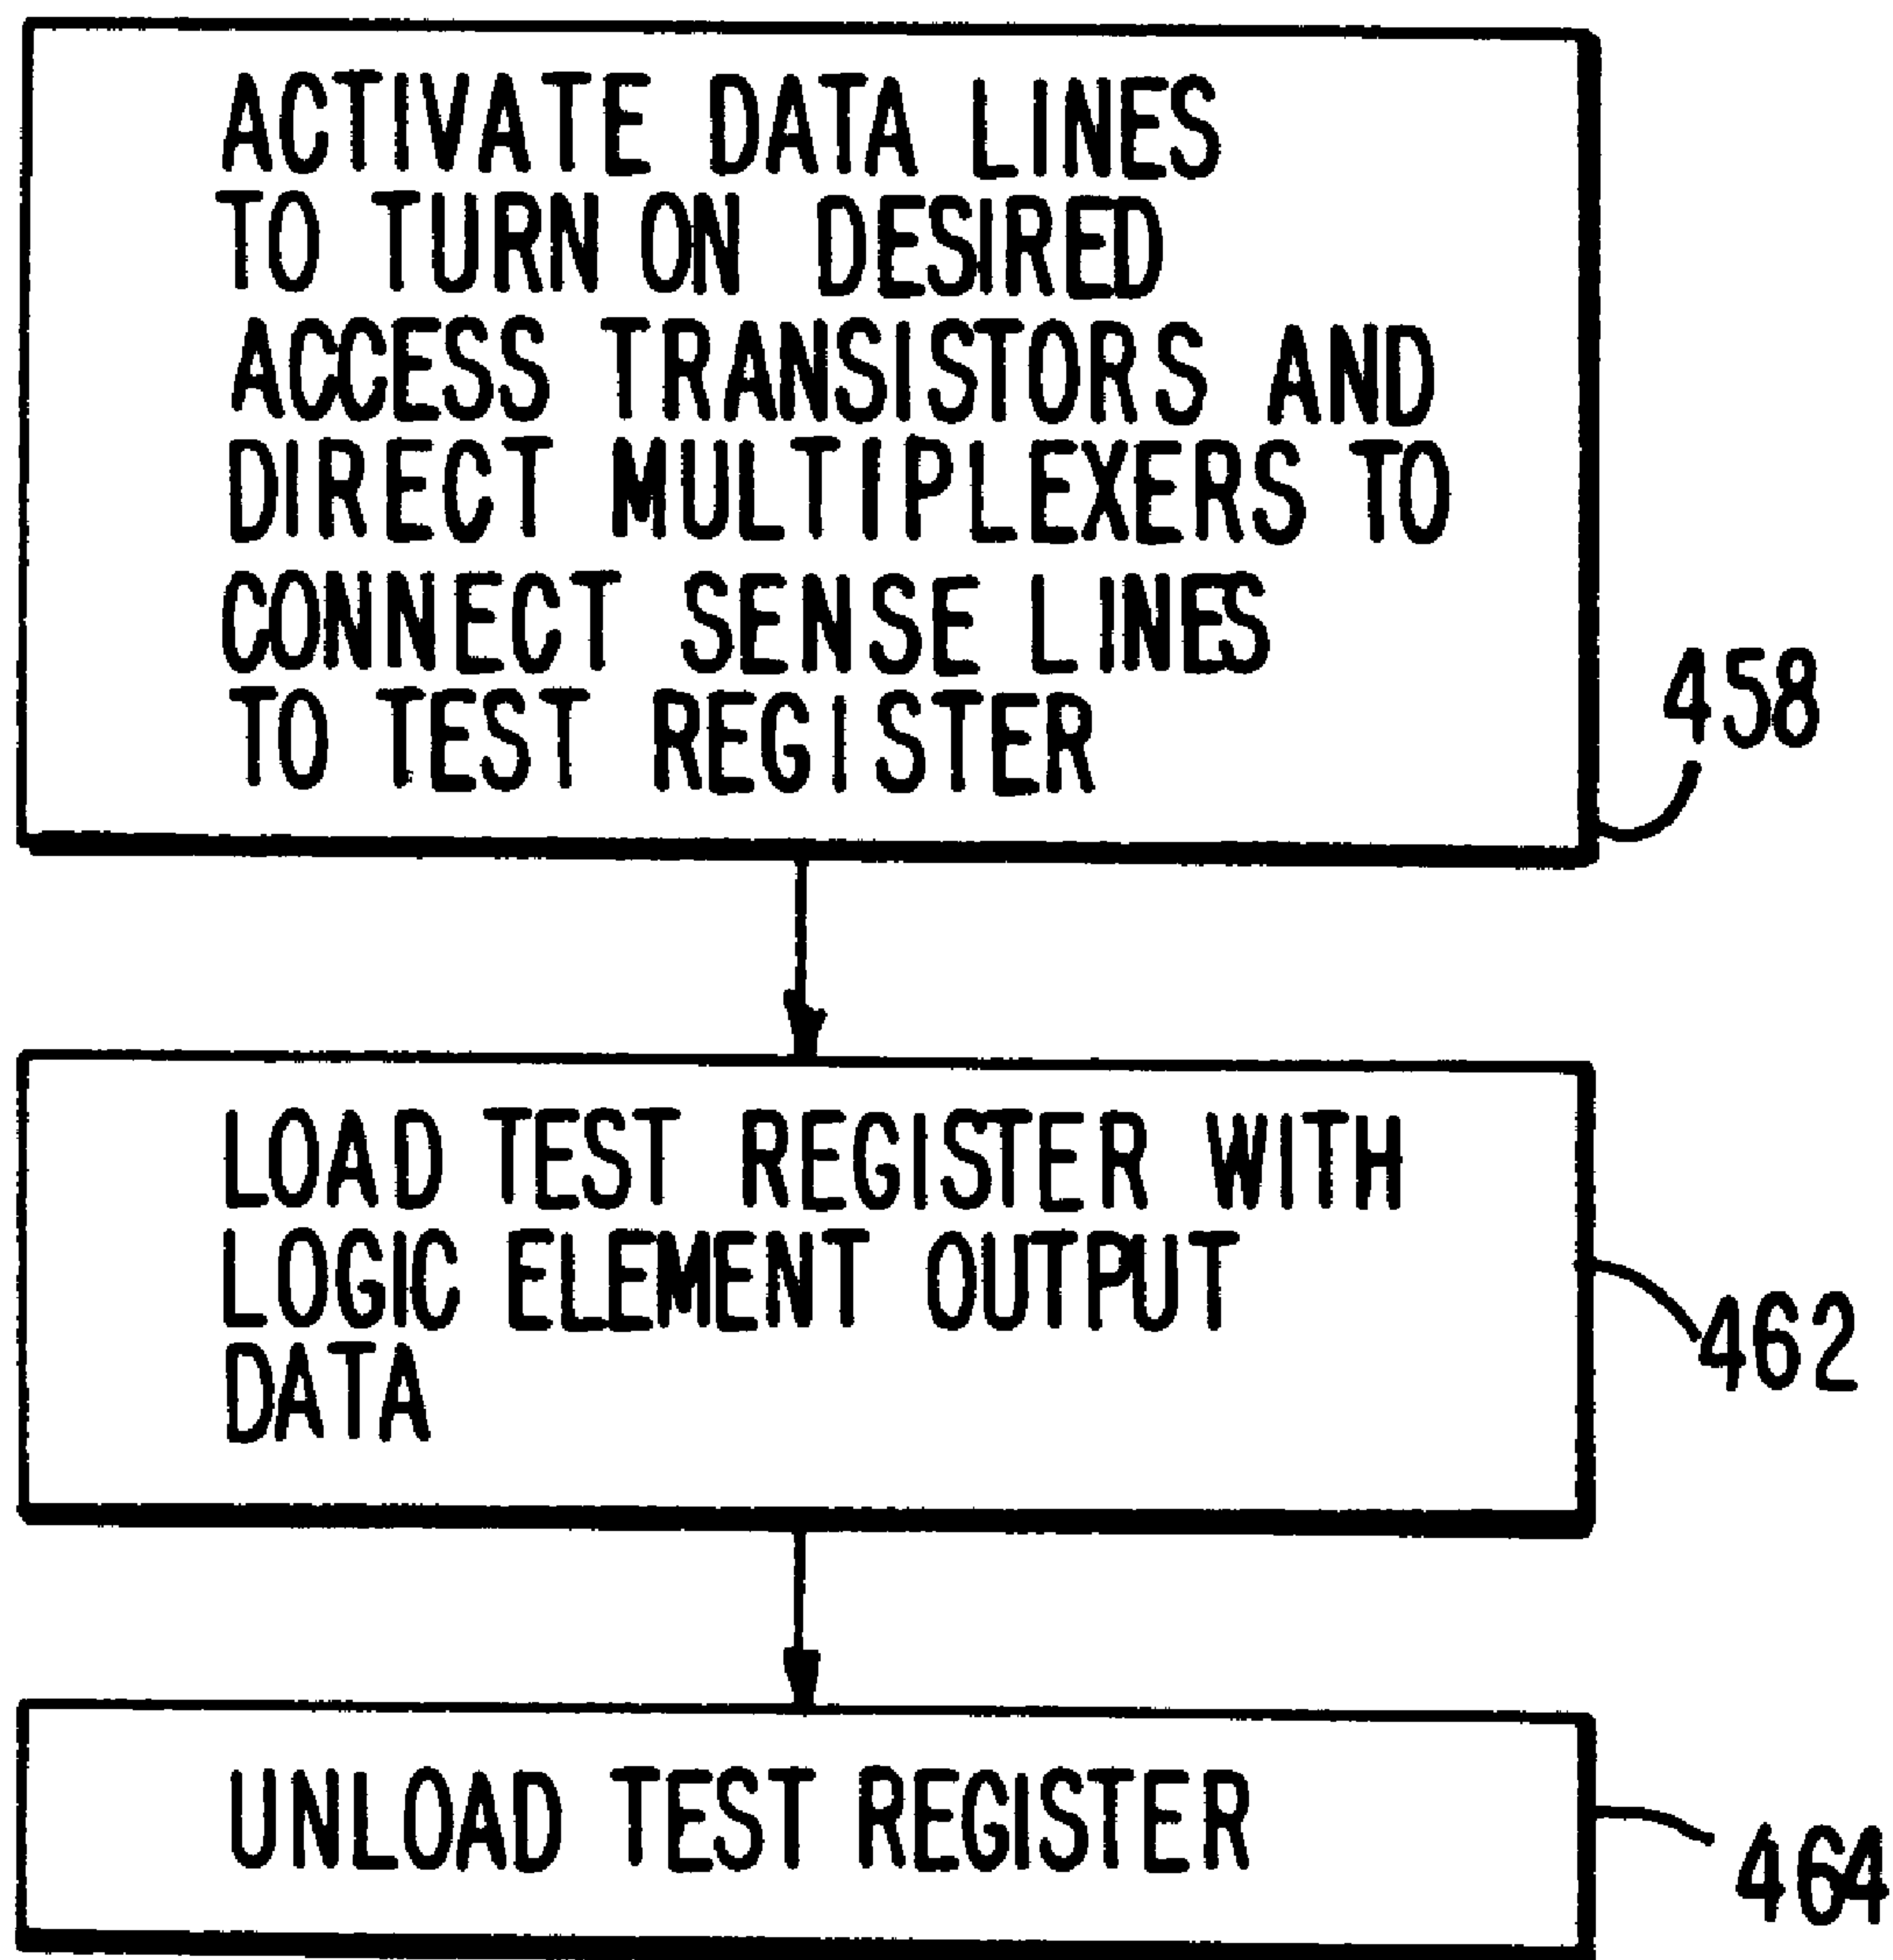 ACTIVATE DATA LINES
TO TURN ON DESIRED
ACCESS TRANSISTORS AND
DIRECT MULTIPLEXERS TO
CONNECT SENSE LINES
TO TEST REGISTER
458
LOAD TEST REGISTER WITH
LOGIC ELEMENT OUTPUT
DATA
462
UNLOAD TEST REGISTER
464